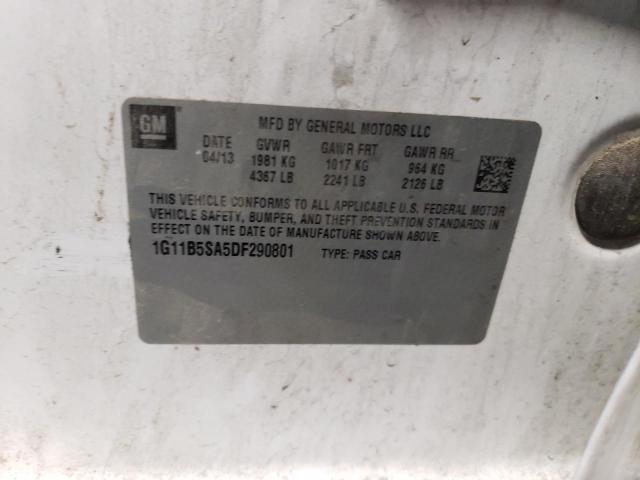 GM
MFD BY GENERAL MOTORS LLC
DATE GVWR GAWR FRT GAWR RR
04/13 1981 KG 1017 KG 964 KG
4367 LB 2241 LB 2126 LB
THIS VEHICLE CONFORMS TO ALL APPLICABLE U.S. FEDERAL MOTOR
VEHICLE SAFETY, BUMPER, AND THEFT PREVENTION STANDARDS IN
EFFECT ON THE DATE OF MANUFACTURE SHOWN ABOVE.
1G11B5SA5DF290801 TYPE: PASS CAR